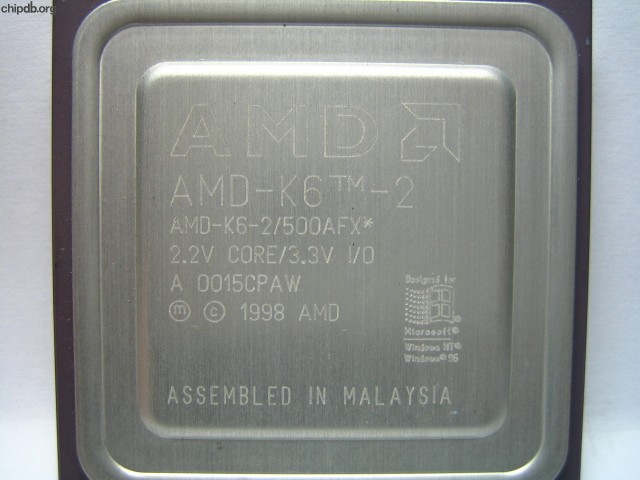 chipdb.org
AMD
AMD-K6™-2
AMD-K6-2/500AFX*
2.2V CORE/3.3V I/O
A 0015CPAW
ⓜ © 1998 AMD
Designed for
Microsoft®
Windows NT®
Windows® 95
ASSEMBLED IN MALAYSIA